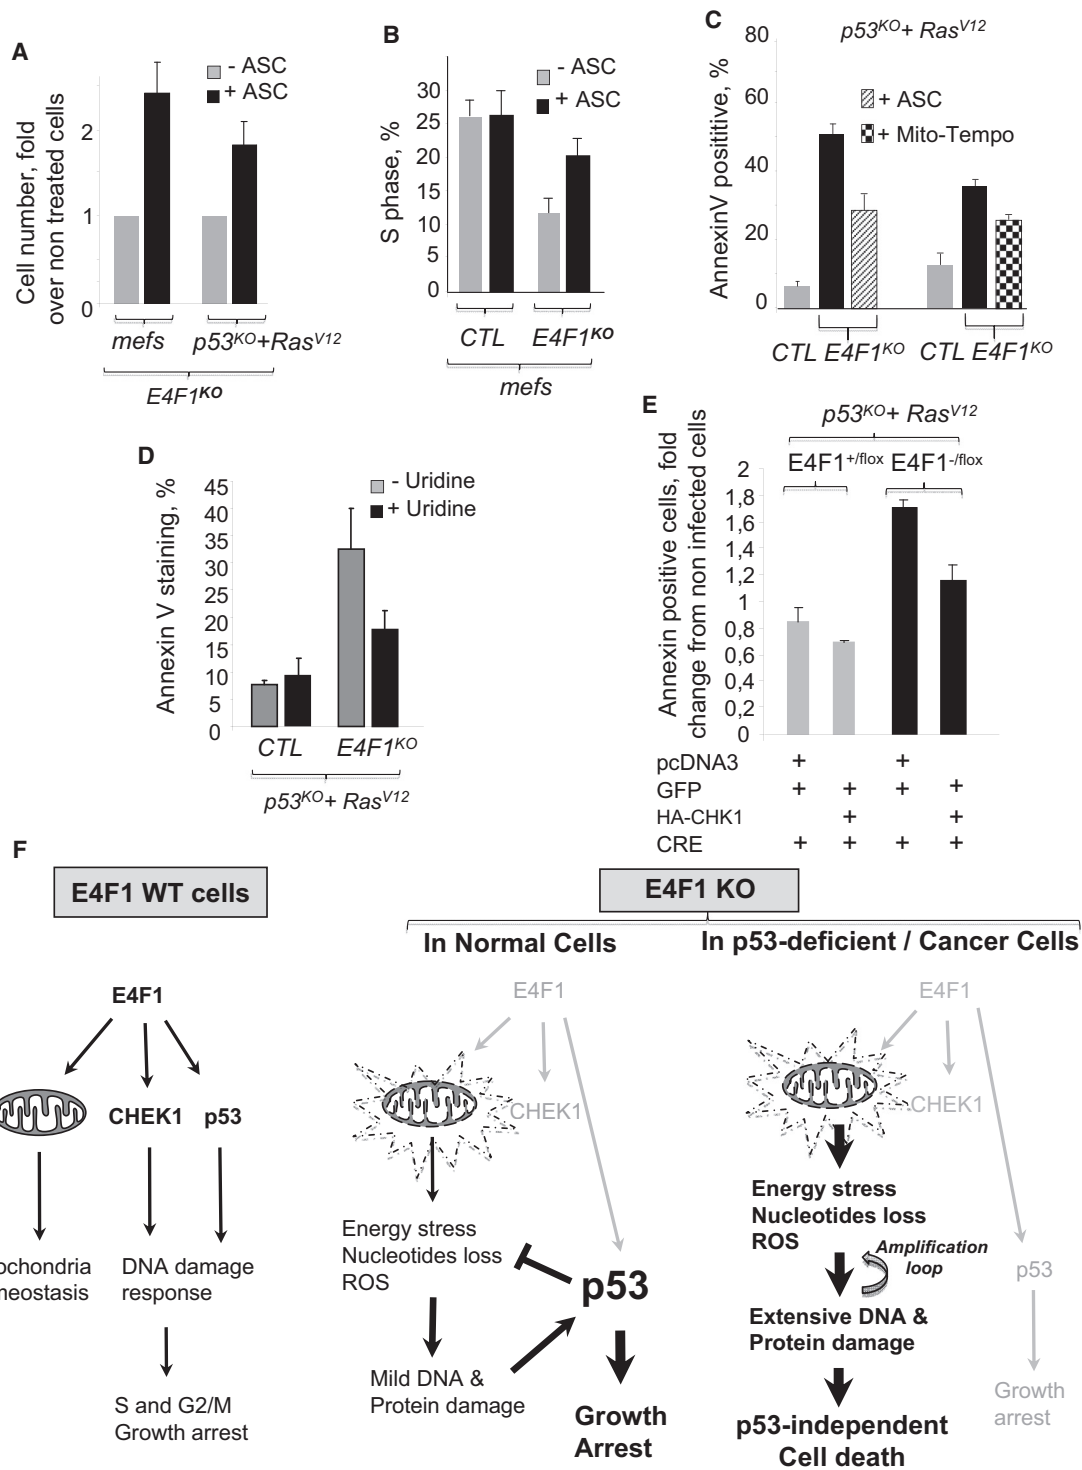 A
Cell number, fold
over non treated cells
- ASC
+ ASC
2
1
0
mefs
p53KO+RasV12
E4F1KO
B
S phase, %
- ASC
+ ASC
30
25
20
15
10
5
0
CTL
E4F1KO
mefs
C
p53KO+ RasV12
AnnexinV posititive, %
80
60
40
20
0
+ ASC
+ Mito-Tempo
CTL E4F1KO
CTL E4F1KO
D
Annexin V staining, %
- Uridine
+ Uridine
45
40
35
30
25
20
15
10
5
0
CTL
E4F1KO
p53KO+ RasV12
E
p53KO+ RasV12
E4F1+/flox E4F1-/flox
Annexin positive cells, fold
change from non infected cells
2
1,8
1,6
1,4
1,2
1
0,8
0,6
0,4
0,2
0
pcDNA3 + +
GFP + + + +
HA-CHK1 + +
CRE + + + +
F
E4F1 WT cells
E4F1
CHEK1 p53
ochondria
meostasis
DNA damage
response
S and G2/M
Growth arrest
E4F1 KO
In Normal Cells
E4F1
CHEK1
Energy stress
Nucleotides loss
ROS
p53
Mild DNA &
Protein damage
Growth
Arrest
In p53-deficient / Cancer Cells
E4F1
CHEK1
Energy stress
Nucleotides loss
ROS
Amplification
loop
p53
Extensive DNA &
Protein damage
Growth
arrest
p53-independent
Cell death